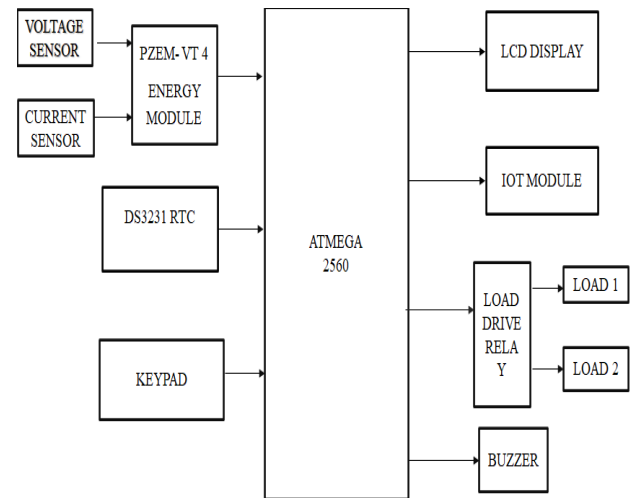 VOLTAGE
SENSOR
CURRENT
SENSOR
PZEM- VT 4
ENERGY
MODULE
DS3231 RTC
KEYPAD
ATMEGA
2560
LCD DISPLAY
IOT MODULE
LOAD
DRIVE
RELA
Y
LOAD 1
LOAD 2
BUZZER